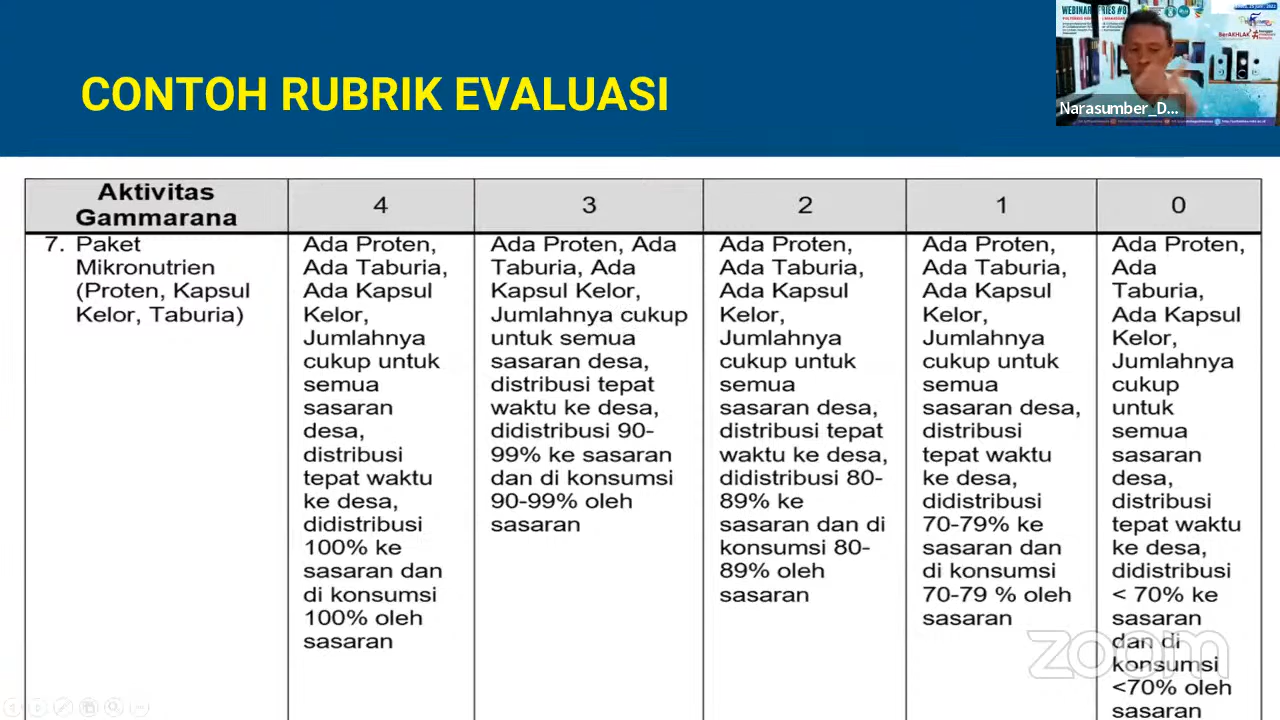 WEBINAR SERIES #8
BerAKHLAK
Narasumber_D...
CONTOH RUBRIK EVALUASI
Aktivitas
Gammarana
4
3
2
1
0
7. Paket
Mikronutrien
(Proten, Kapsul
Kelor, Taburia)
Ada Proten,
Ada Taburia,
Ada Kapsul
Kelor,
Jumlahnya
cukup untuk
semua
sasaran
desa,
distribusi
tepat waktu
ke desa,
didistribusi
100% ke
sasaran dan
di konsumsi
100% oleh
sasaran
Ada Proten, Ada
Taburia, Ada
Kapsul Kelor,
Jumlahnya cukup
untuk semua
sasaran desa,
distribusi tepat
waktu ke desa,
didistribusi 90-
99% ke sasaran
dan di konsumsi
90-99% oleh
sasaran
Ada Proten,
Ada Taburia,
Ada Kapsul
Kelor,
Jumlahnya
cukup untuk
semua
sasaran desa,
distribusi tepat
waktu ke desa,
didistribusi 80-
89% ke
sasaran dan di
konsumsi 80-
89% oleh
sasaran
Ada Proten,
Ada Taburia,
Ada Kapsul
Kelor,
Jumlahnya
cukup untuk
semua
sasaran desa,
distribusi
tepat waktu
ke desa,
didistribusi
70-79% ke
sasaran dan
di konsumsi
70-79 % oleh
sasaran
Ada Proten,
Ada
Taburia,
Ada Kapsul
Kelor,
Jumlahnya
cukup
untuk
semua
sasaran
desa,
distribusi
tepat waktu
ke desa,
didistribusi
< 70% ke
sasaran
dan di
konsumsi
<70% oleh
sasaran
zoom